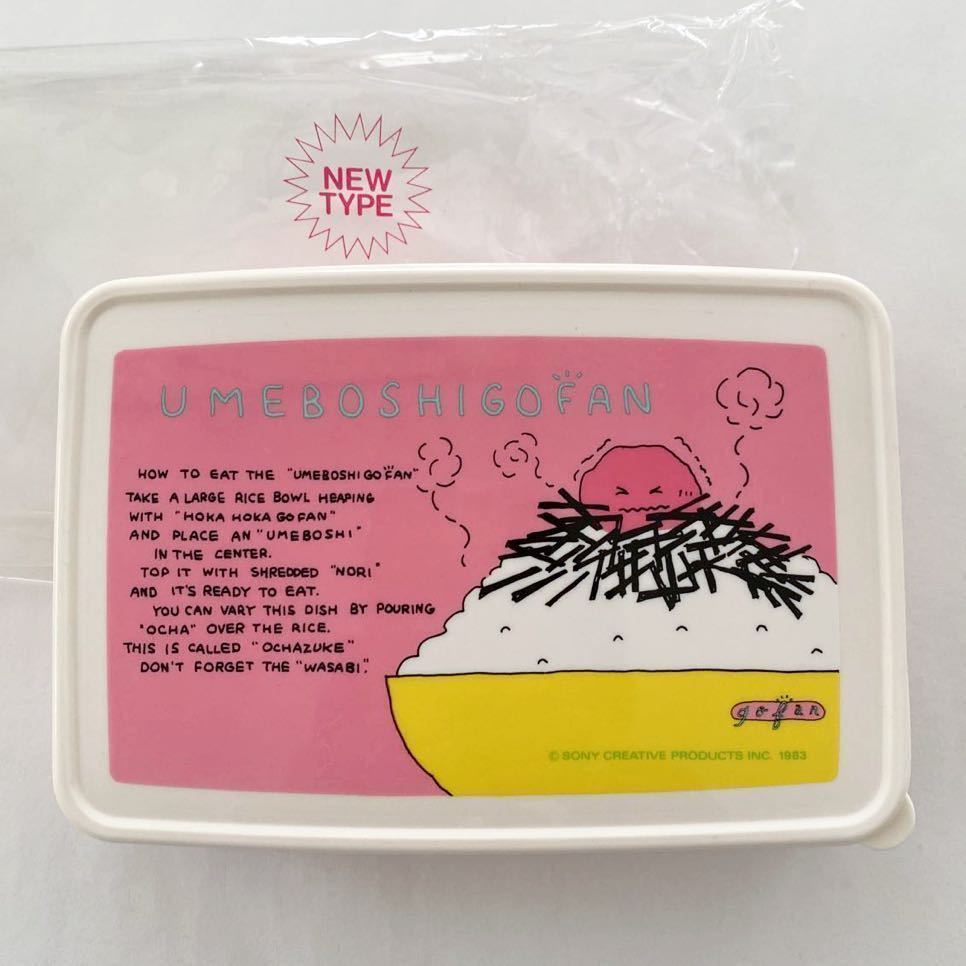 NEW
TYPE
UMEBOSHIGOFAN
HOW TO EAT THE "UMEBOSHIGOFAN"
TAKE A LARGE RICE BOWL HEAPING
WITH "HOKA HOKA GOFAN"
AND PLACE AN "UMEBOSHI"
IN THE CENTER.
TOP IT WITH SHREDDED "NORI"
AND IT'S READY TO EAT.
YOU CAN VARY THIS DISH BY POURING
"OCHA" OVER THE RICE.
THIS IS CALLED "OCHAZUKE"
DON'T FORGET THE "WASABI".
gofan
© SONY CREATIVE PRODUCTS INC. 1983